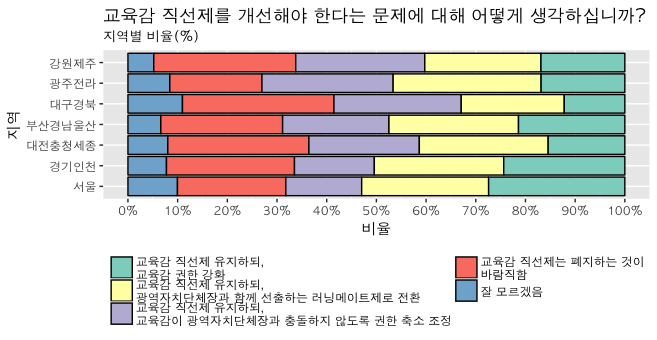 교육감 직선제를 개선해야 한다는 문제에 대해 어떻게 생각하십니까?
지역별 비율(%)
지역
강원제주
광주전라
대구경북
부산경남울산
대전충청세종
경기인천
서울
0% 10% 20% 30% 40% 50% 60% 70% 80% 90% 100%
비율
교육감 직선제 유지하되,
교육감 권한 강화
교육감 직선제 유지하되,
광역자치단체장과 함께 선출하는 러닝메이트제로 전환
교육감 직선제 유지하되,
교육감이 광역자치단체장과 충돌하지 않도록 권한 축소 조정
교육감 직선제는 폐지하는 것이
바람직함
잘 모르겠음